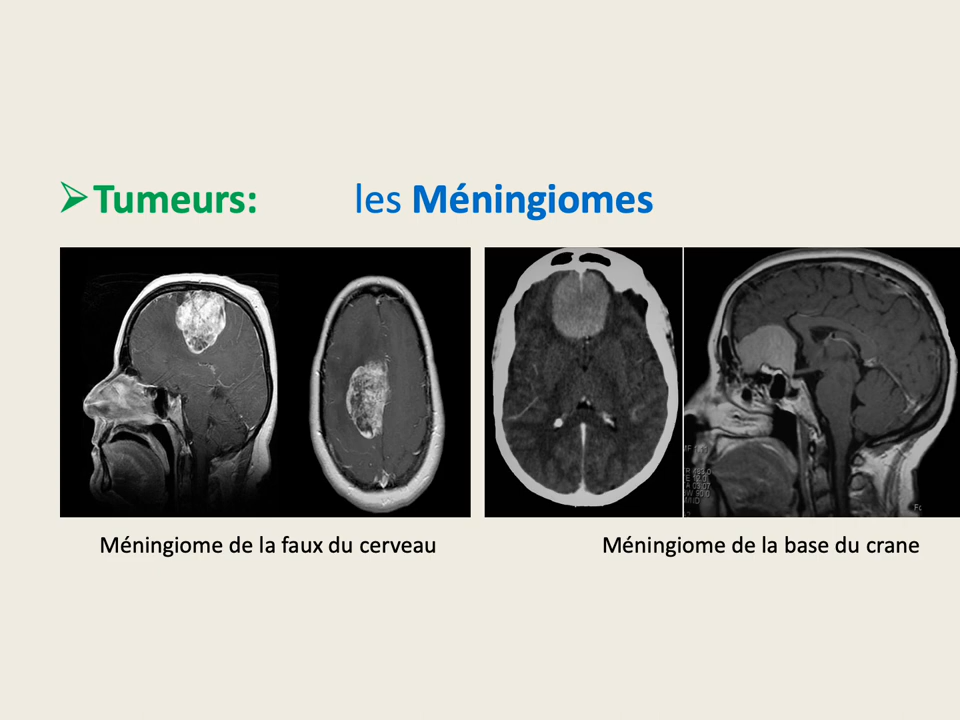 Tumeurs: les Méningiomes
Méningiome de la faux du cerveau
Méningiome de la base du crane